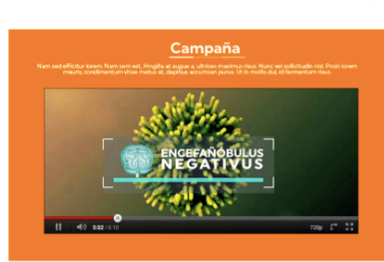 Campaña
Nam sed efficitur lorem. Nam sem est, fringilla at augue a, ultrices maximus risus. Nunc vel sollicitudin nisl. Proin lorem
mauris, condimentum vitae metus at, dapibus accumsan purus. Ut in mollis dui, id fermentum risus.
ENGEFAÑÓBULUS
NEGATIVUS
0:02 / 0:10
720p